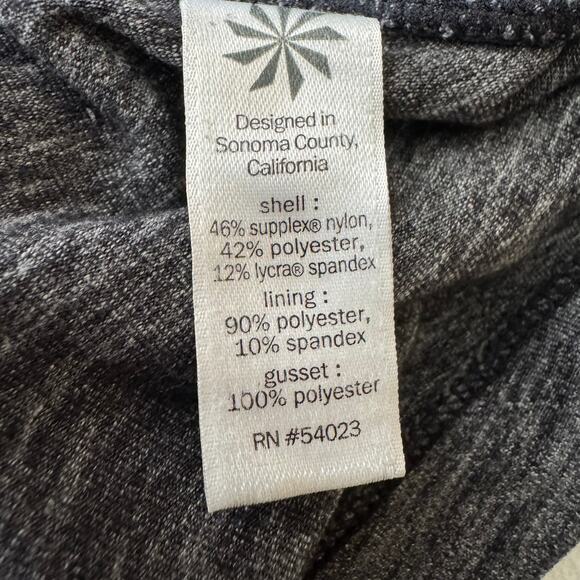 Designed in
Sonoma County,
California
shell :
46% supplex® nylon,
42% polyester,
12% lycra® spandex
lining :
90% polyester,
10% spandex
gusset :
100% polyester
RN #54023